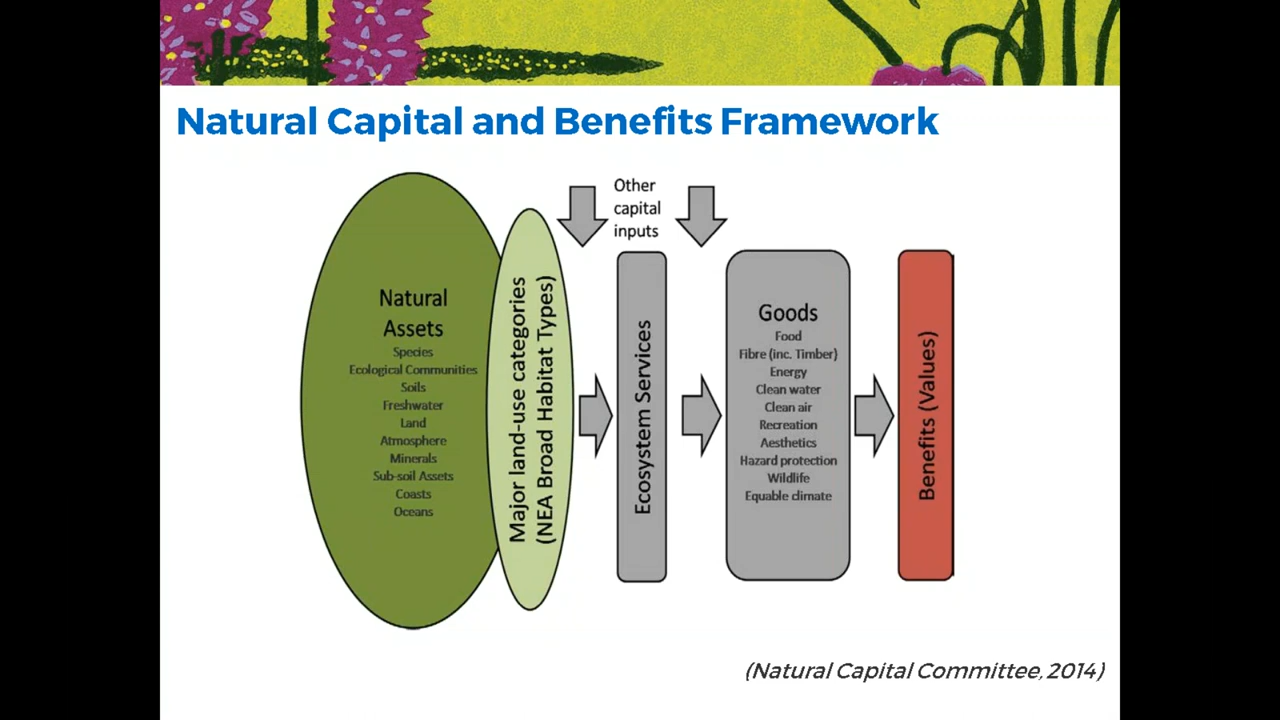 Natural Capital and Benefits Framework
Other
capital
inputs
Natural
Assets
Species
Ecological Communities
Soils
Freshwater
Land
Atmosphere
Minerals
Sub-soil Assets
Coasts
Oceans
Major land-use categories
(NEA Broad Habitat Types)
Ecosystem Services
Goods
Food
Fibre (inc. Timber)
Energy
Clean water
Clean air
Recreation
Aesthetics
Hazard protection
Wildlife
Equable climate
Benefits (Values)
(Natural Capital Committee, 2014)